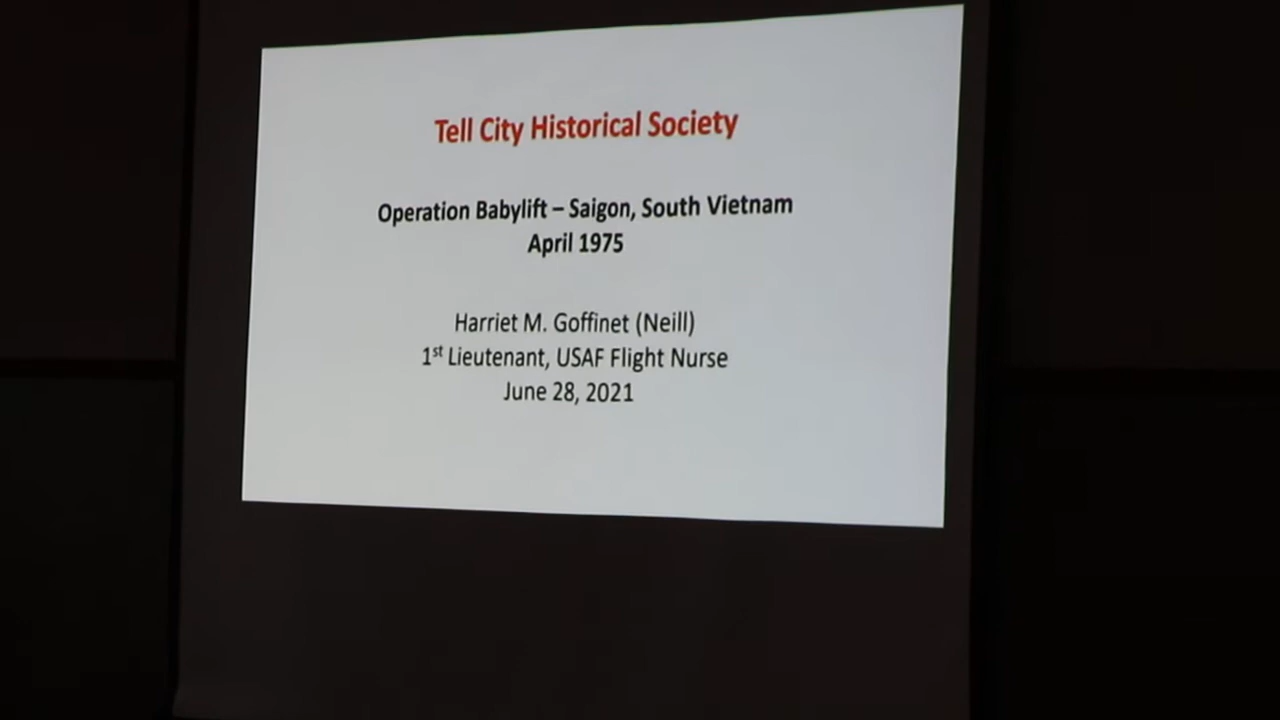 Tell City Historical Society
Operation Babylift – Saigon, South Vietnam
April 1975
Harriet M. Goffinet (Neill)
1st Lieutenant, USAF Flight Nurse
June 28, 2021